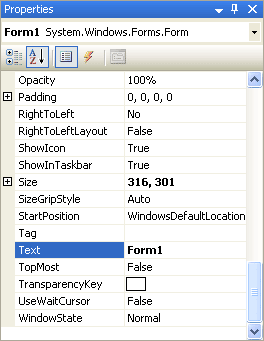 Properties
Form1 System.Windows.Forms.Form
Opacity 100%
Padding 0, 0, 0, 0
RightToLeft No
RightToLeftLayout False
ShowIcon True
ShowInTaskbar True
Size 316, 301
SizeGripStyle Auto
StartPosition WindowsDefaultLocation
Tag
Text Form1
TopMost False
TransparencyKey
UseWaitCursor False
WindowState Normal